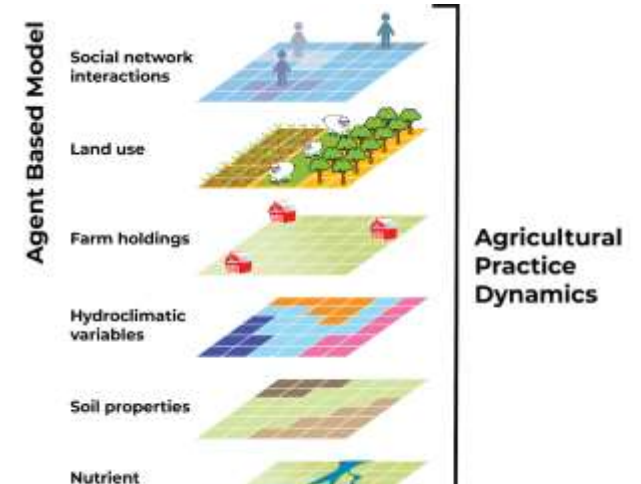 Agent Based Model
Social network
interactions
Land use
Farm holdings
Hydroclimatic
variables
Soil properties
Nutrient
Agricultural
Practice
Dynamics